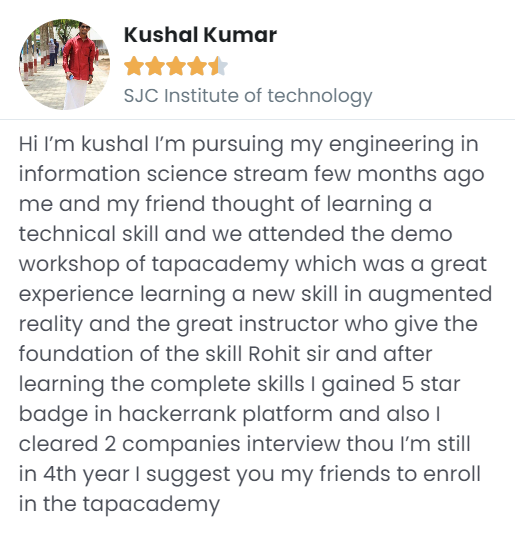 Kushal Kumar
SJC Institute of technology
Hi I'm kushal I'm pursuing my engineering in
information science stream few months ago
me and my friend thought of learning a
technical skill and we attended the demo
workshop of tapacademy which was a great
experience learning a new skill in augmented
reality and the great instructor who give the
foundation of the skill Rohit sir and after
learning the complete skills I gained 5 star
badge in hackerrank platform and also I
cleared 2 companies interview thou I'm still
in 4th year I suggest you my friends to enroll
in the tapacademy